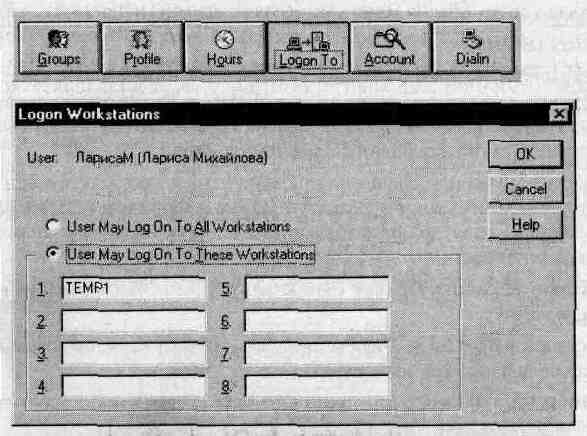 Groups Profile Hours Logon To Account Dialin
Logon Workstations
User: ЛарисаМ (Лариса Михайлова)
OK
Cancel
Help
User May Log On To All Workstations
User May Log On To These Workstations
1. TEMP1 5.
2. 6.
3. 7.
4. 8.